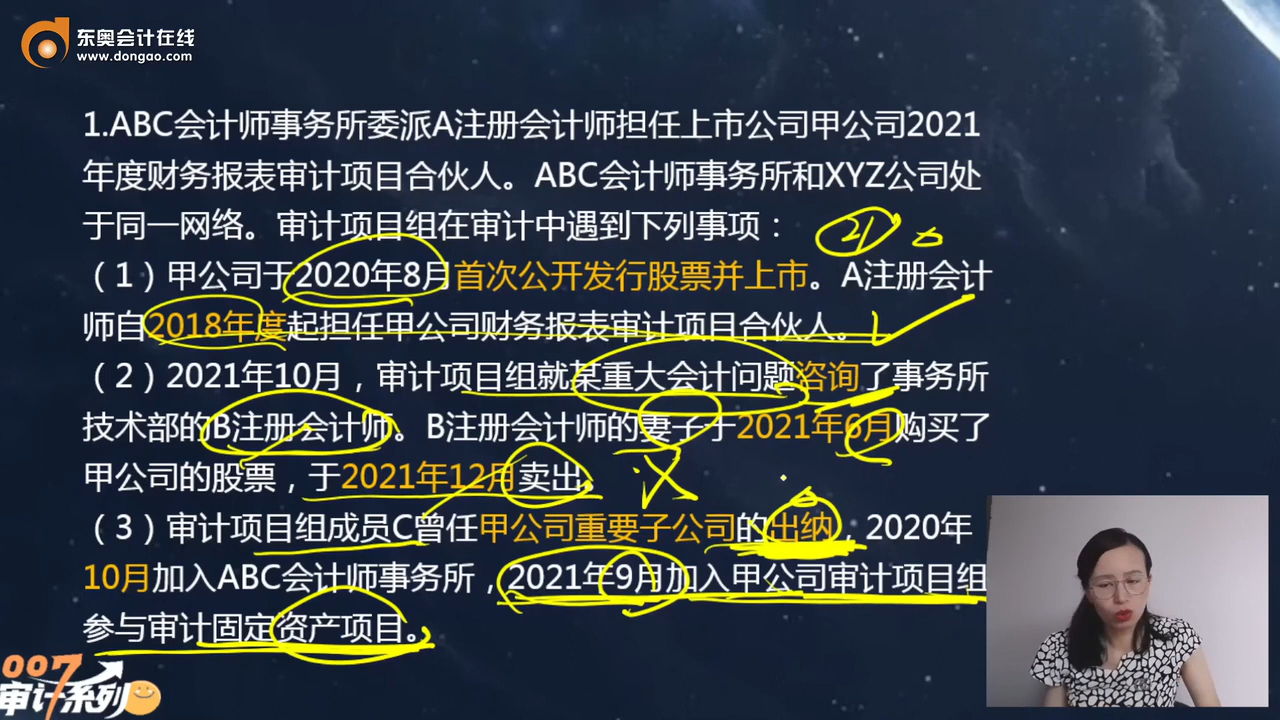 东奥会计在线
www.dongao.com
1.ABC会计师事务所委派A注册会计师担任上市公司甲公司2021
年度财务报表审计项目合伙人。ABC会计师事务所和XYZ公司处
于同一网络。审计项目组在审计中遇到下列事项：
21
（1）甲公司于2020年8月首次公开发行股票并上市。A注册会计
师自2018年度起担任甲公司财务报表审计项目合伙人。
（2）2021年10月，审计项目组就某重大会计问题咨询了事务所
技术部的B注册会计师。B注册会计师的妻子于2021年6月购买了
甲公司的股票，于2021年12月卖出。
（3）审计项目组成员C曾任甲公司重要子公司的出纳，2020年
10月加入ABC会计师事务所，2021年9月加入甲公司审计项目组
参与审计固定资产项目。
007
审计系列